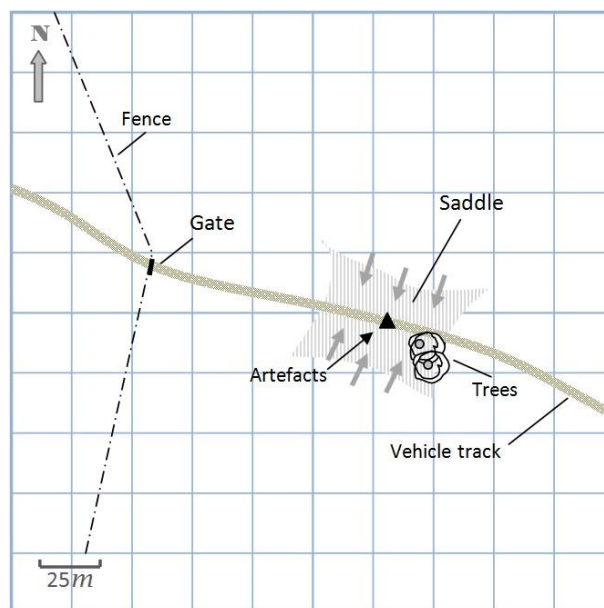 N
Fence
Saddle
Gate
Artefacts
Trees
Vehicle track
25m